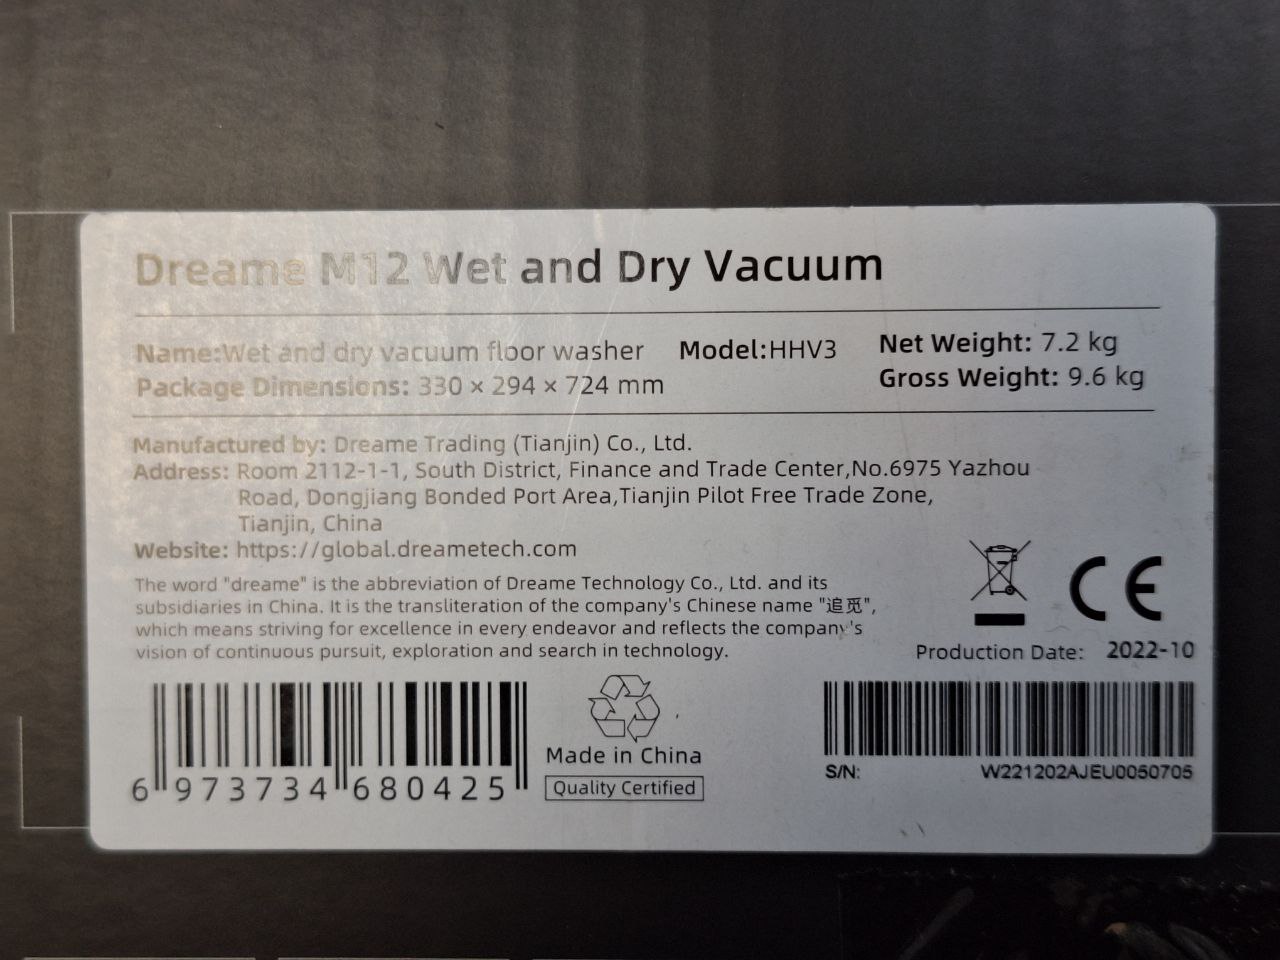 Dreame M12 Wet and Dry Vacuum
Name:Wet and dry vacuum floor washer Model:HHV3 Net Weight: 7.2 kg
Package Dimensions: 330 × 294 × 724 mm Gross Weight: 9.6 kg
Manufactured by: Dreame Trading (Tianjin) Co., Ltd.
Address: Room 2112-1-1, South District, Finance and Trade Center,No.6975 Yazhou
Road, Dongjiang Bonded Port Area,Tianjin Pilot Free Trade Zone,
Tianjin, China
Website: https://global.dreametech.com
The word "dreame" is the abbreviation of Dreame Technology Co., Ltd. and its
subsidiaries in China. It is the transliteration of the company's Chinese name "追觅",
which means striving for excellence in every endeavor and reflects the company's
vision of continuous pursuit, exploration and search in technology.
CE
Production Date: 2022-10
6 973734 680425
Made in China
Quality Certified
S/N: W221202AJEU0050705